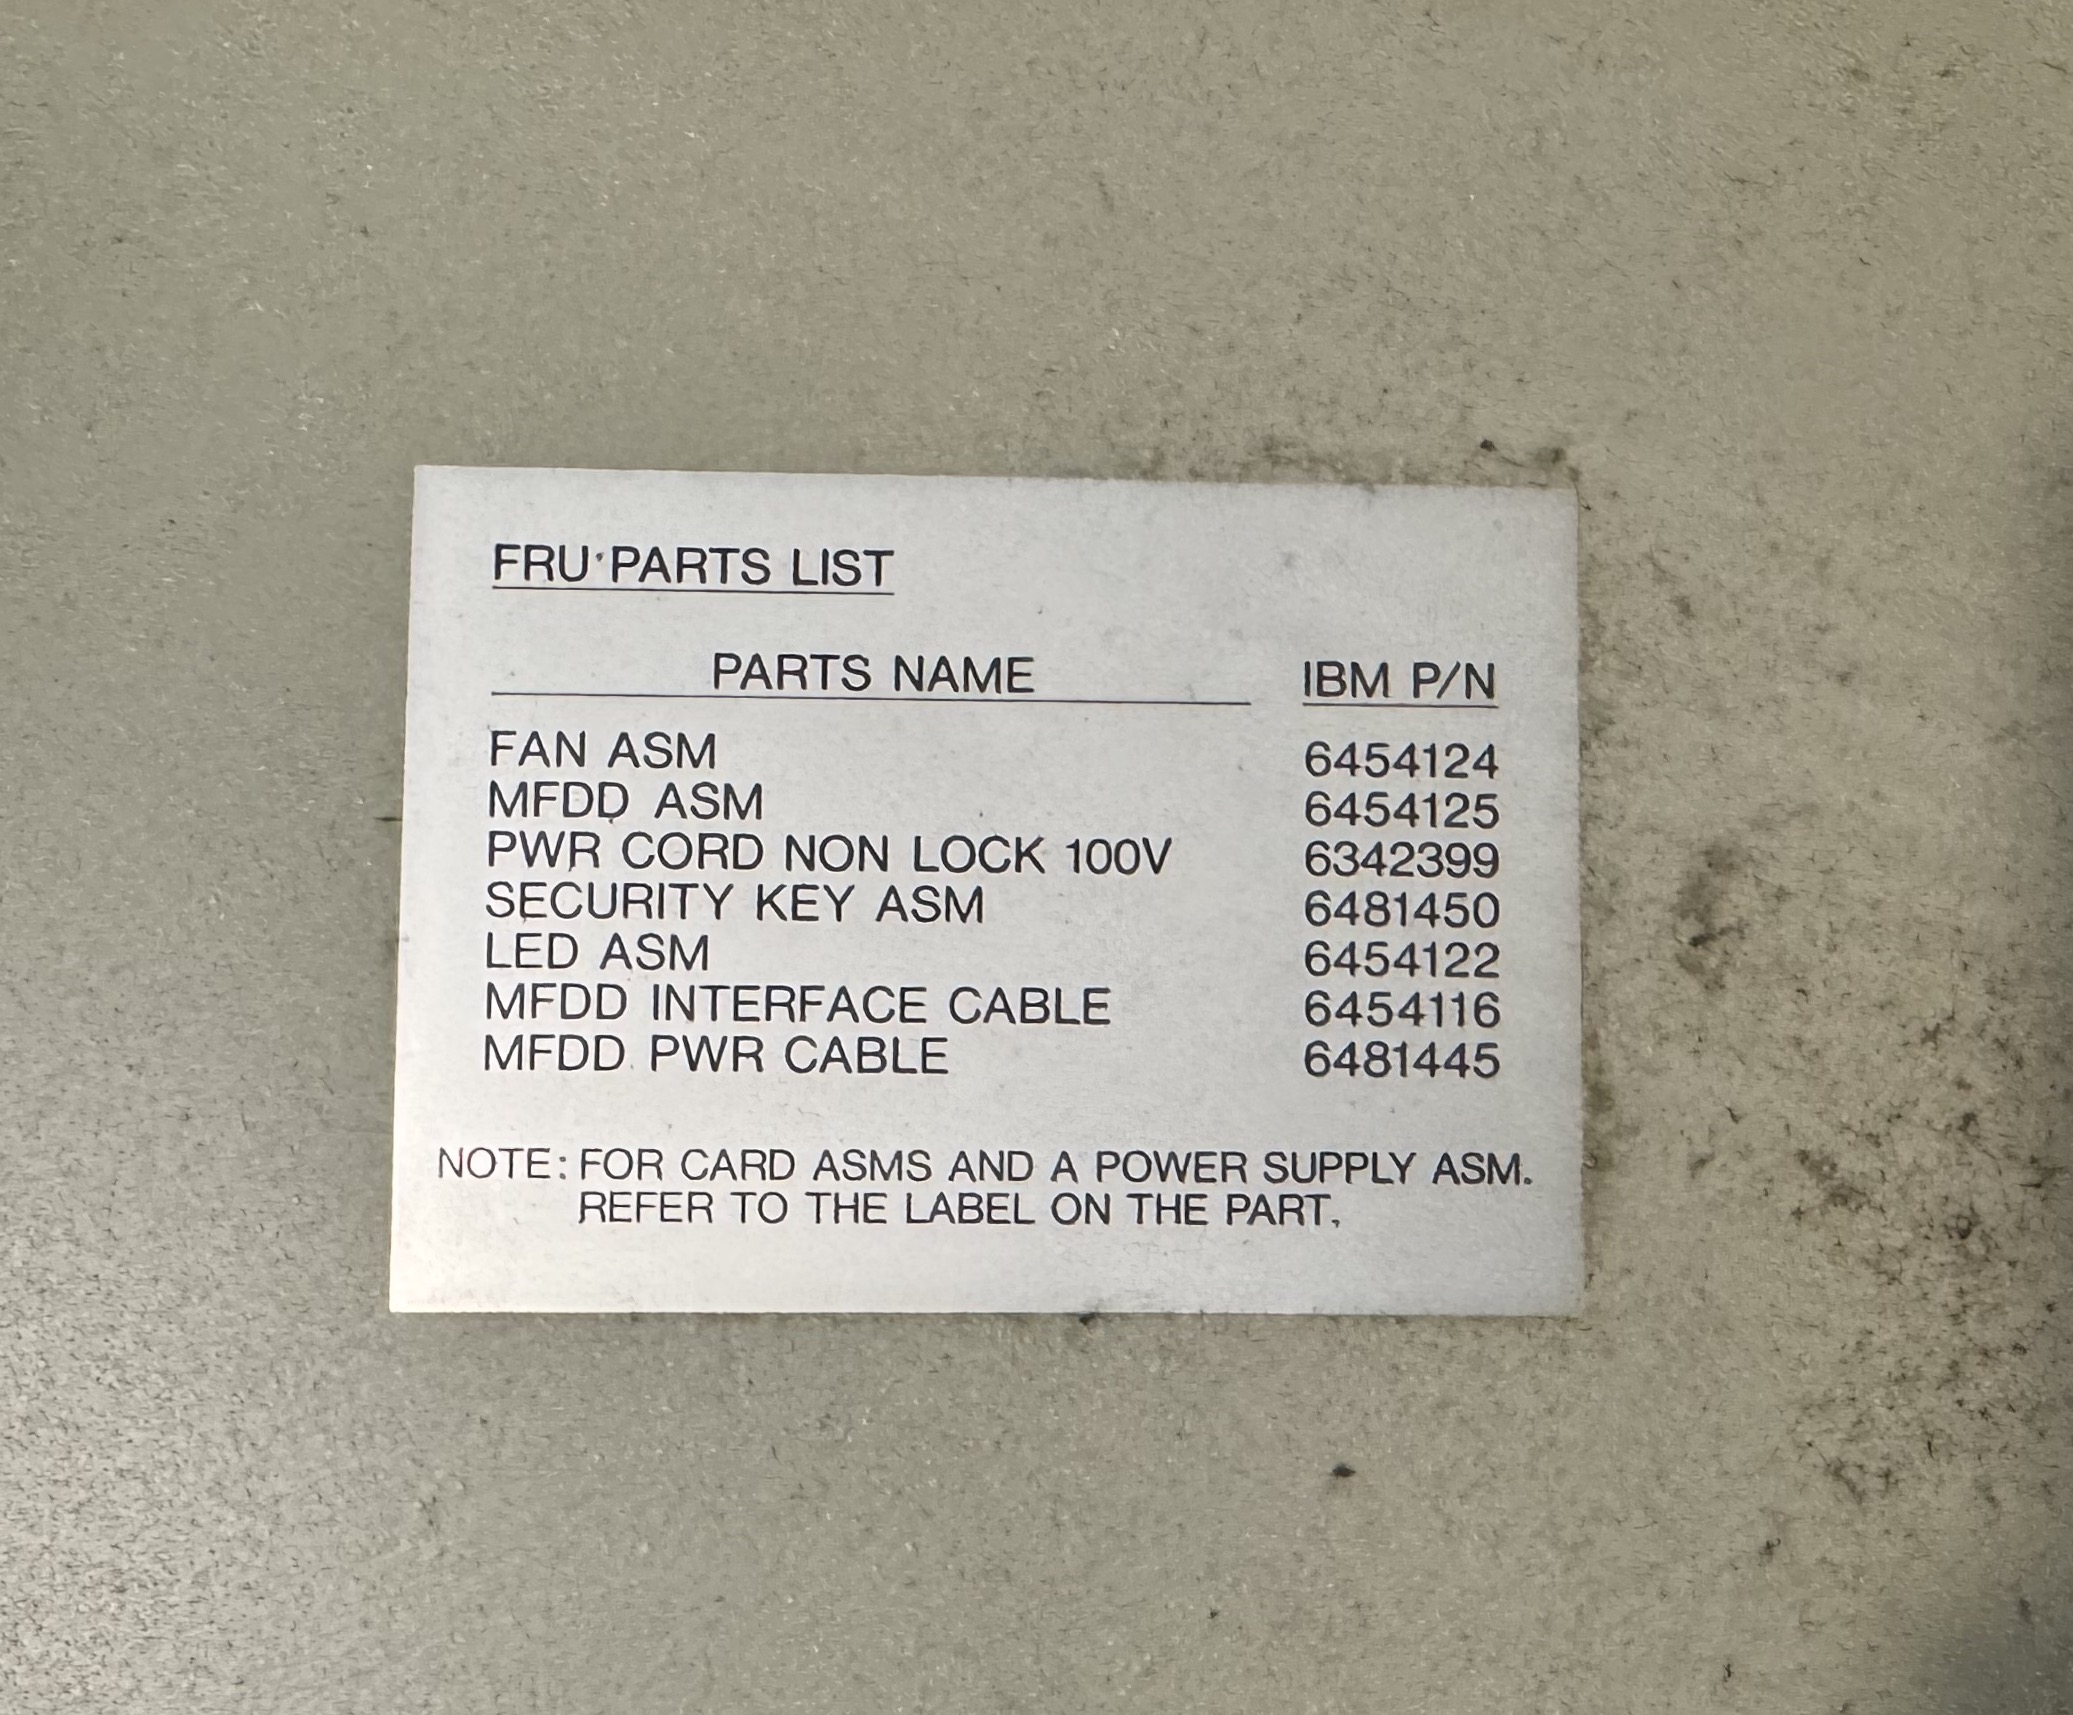 FRU PARTS LIST
PARTS NAME IBM P/N
FAN ASM 6454124
MFDD ASM 6454125
PWR CORD NON LOCK 100V 6342399
SECURITY KEY ASM 6481450
LED ASM 6454122
MFDD INTERFACE CABLE 6454116
MFDD PWR CABLE 6481445
NOTE: FOR CARD ASMS AND A POWER SUPPLY ASM.
REFER TO THE LABEL ON THE PART.